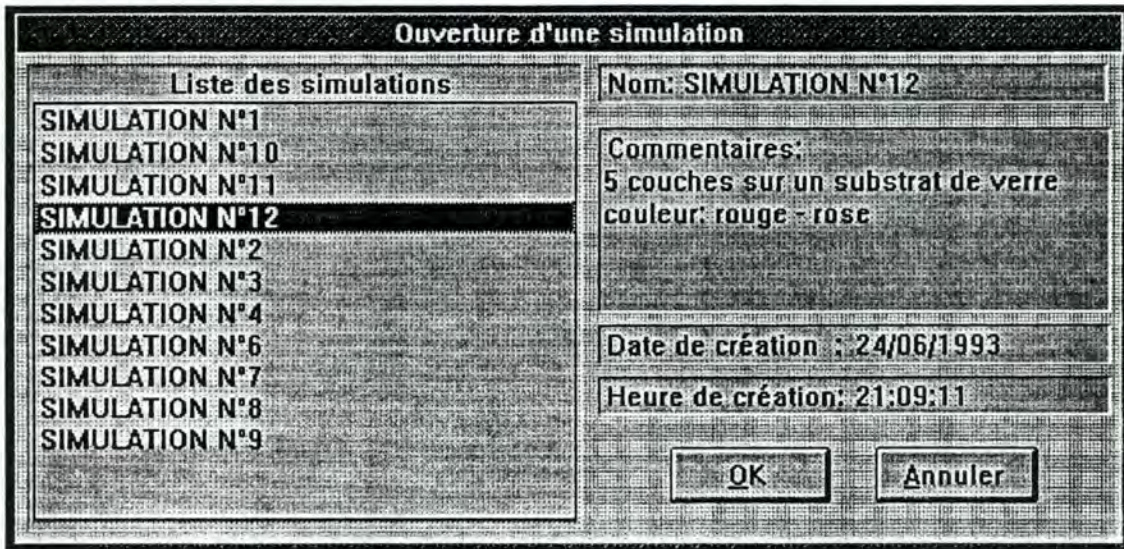 Ouverture d'une simulation
Liste des simulations
SIMULATION N°1
SIMULATION N°10
SIMULATION N°11
SIMULATION N°12
SIMULATION N°2
SIMULATION N°3
SIMULATION N°4
SIMULATION N°6
SIMULATION N°7
SIMULATION N°8
SIMULATION N°9
Nom: SIMULATION N°12
Commentaires:
5 couches sur un substrat de verre
couleur: rouge - rose
Date de création : 24/06/1993
Heure de création: 21:09:11
OK
Annuler